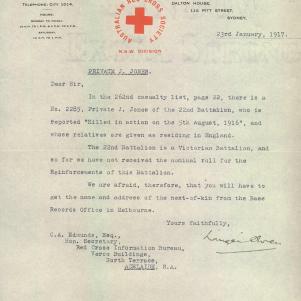 TELEPHONE: CITY 1014.
AUSTRALIAN RED CROSS SOCIETY
N.S.W. DIVISION
DALTON HOUSE,
115 PITT STREET,
SYDNEY.
23rd January, 1917.
PRIVATE J. JONES.
Dear Sir,
In the 262nd casualty list, page 22, there is a
No. 2285, Private J. Jones of the 22nd Battalion, who is
reported "Killed in action on the 5th August, 1916", and
whose relatives are given as residing in England.
The 22nd Battalion is a Victorian Battalion, and
so far we have not received the nominal roll for the
Reinforcements of this Battalion.
We are afraid, therefore, that you will have to
get the name and address of the next-of-kin from the Base
Records Office in Melbourne.
Yours faithfully,
C.A. Edmunds, Esq.,
Hon. Secretary,
Red Cross Information Bureau,
Verco Buildings,
North Terrace,
ADELAIDE, S.A.